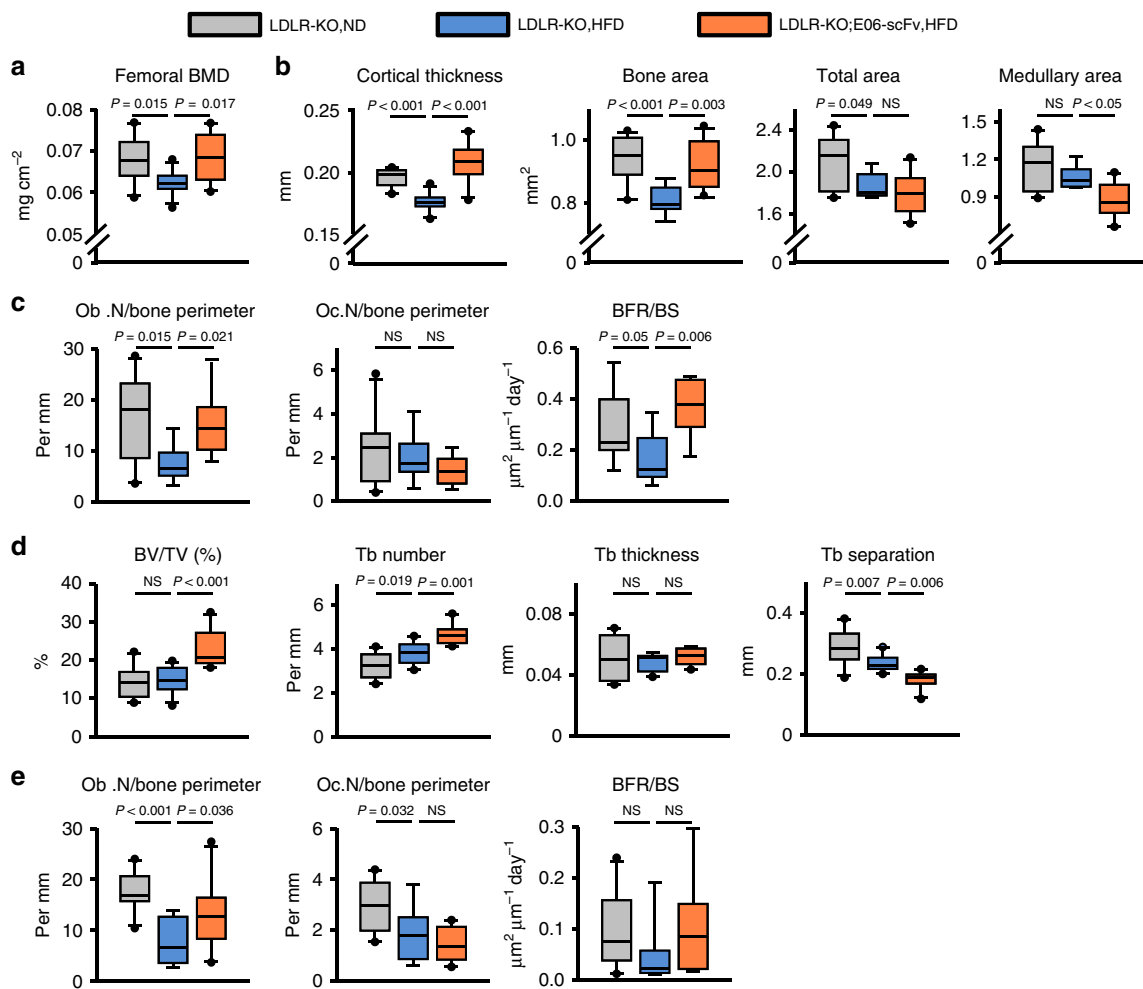 LDLR-KO,ND LDLR-KO,HFD LDLR-KO;E06-scFv,HFD
a b
Femoral BMD Cortical thickness Bone area Total area Medullary area
P = 0.015 P = 0.017 P < 0.001 P < 0.001 P < 0.001 P = 0.003 P = 0.049 NS NS P < 0.05
mg cm⁻² 0.08 0.07 0.06 0.05 0
mm 0.25 0.20 0.15 0
mm² 1.0 0.8 0
2.4 2.0 1.6 0
1.5 1.2 0.9 0
c
Ob .N/bone perimeter Oc.N/bone perimeter BFR/BS
P = 0.015 P = 0.021 NS NS P = 0.05 P = 0.006
Per mm 30 20 10 0
Per mm 6 4 2 0
µm² µm⁻¹ day⁻¹ 0.6 0.4 0.2 0.0
d
BV/TV (%) Tb number Tb thickness Tb separation
NS P < 0.001 P = 0.019 P = 0.001 NS NS P = 0.007 P = 0.006
% 40 30 20 10 0
Per mm 6 4 2 0
mm 0.08 0.04 0
mm 0.4 0.2 0
e
Ob .N/bone perimeter Oc.N/bone perimeter BFR/BS
P < 0.001 P = 0.036 P = 0.032 NS NS NS
Per mm 30 20 10 0
Per mm 6 4 2 0
µm² µm⁻¹ day⁻¹ 0.3 0.2 0.1 0.0